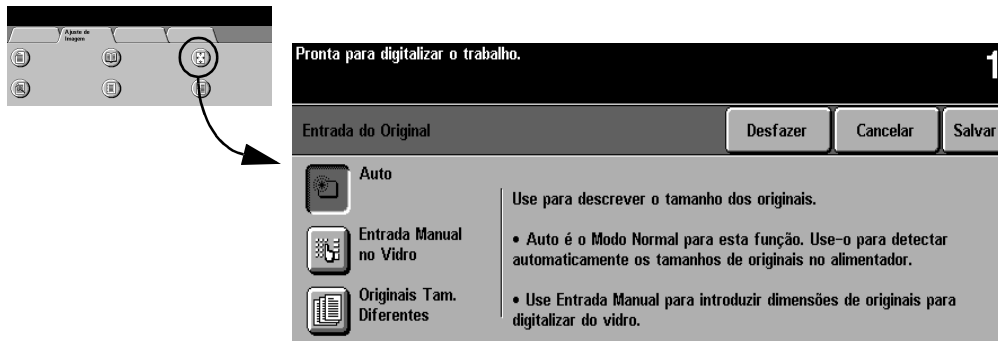 Ajuste de
Imagem
Pronta para digitalizar o trabalho.
1
Entrada do Original
Desfazer
Cancelar
Salvar
Auto
Entrada Manual
no Vidro
Originais Tam.
Diferentes
Use para descrever o tamanho dos originais.
• Auto é o Modo Normal para esta função. Use-o para detectar
automaticamente os tamanhos de originais no alimentador.
• Use Entrada Manual para introduzir dimensões de originais para
digitalizar do vidro.